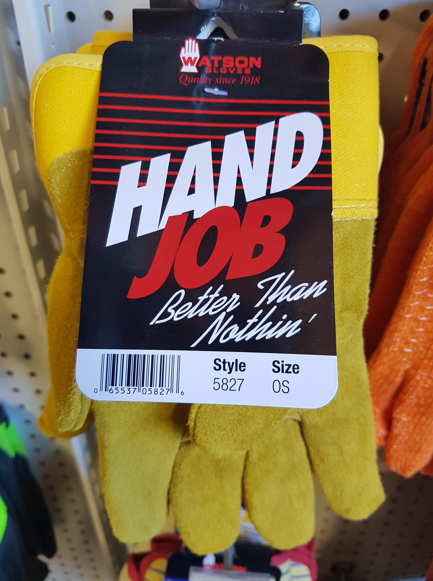 WATSON
GLOVES
Quality since 1918
HAND
JOB
Better Than
Nothin'
Style Size
5827 OS
0 65537 05827 6